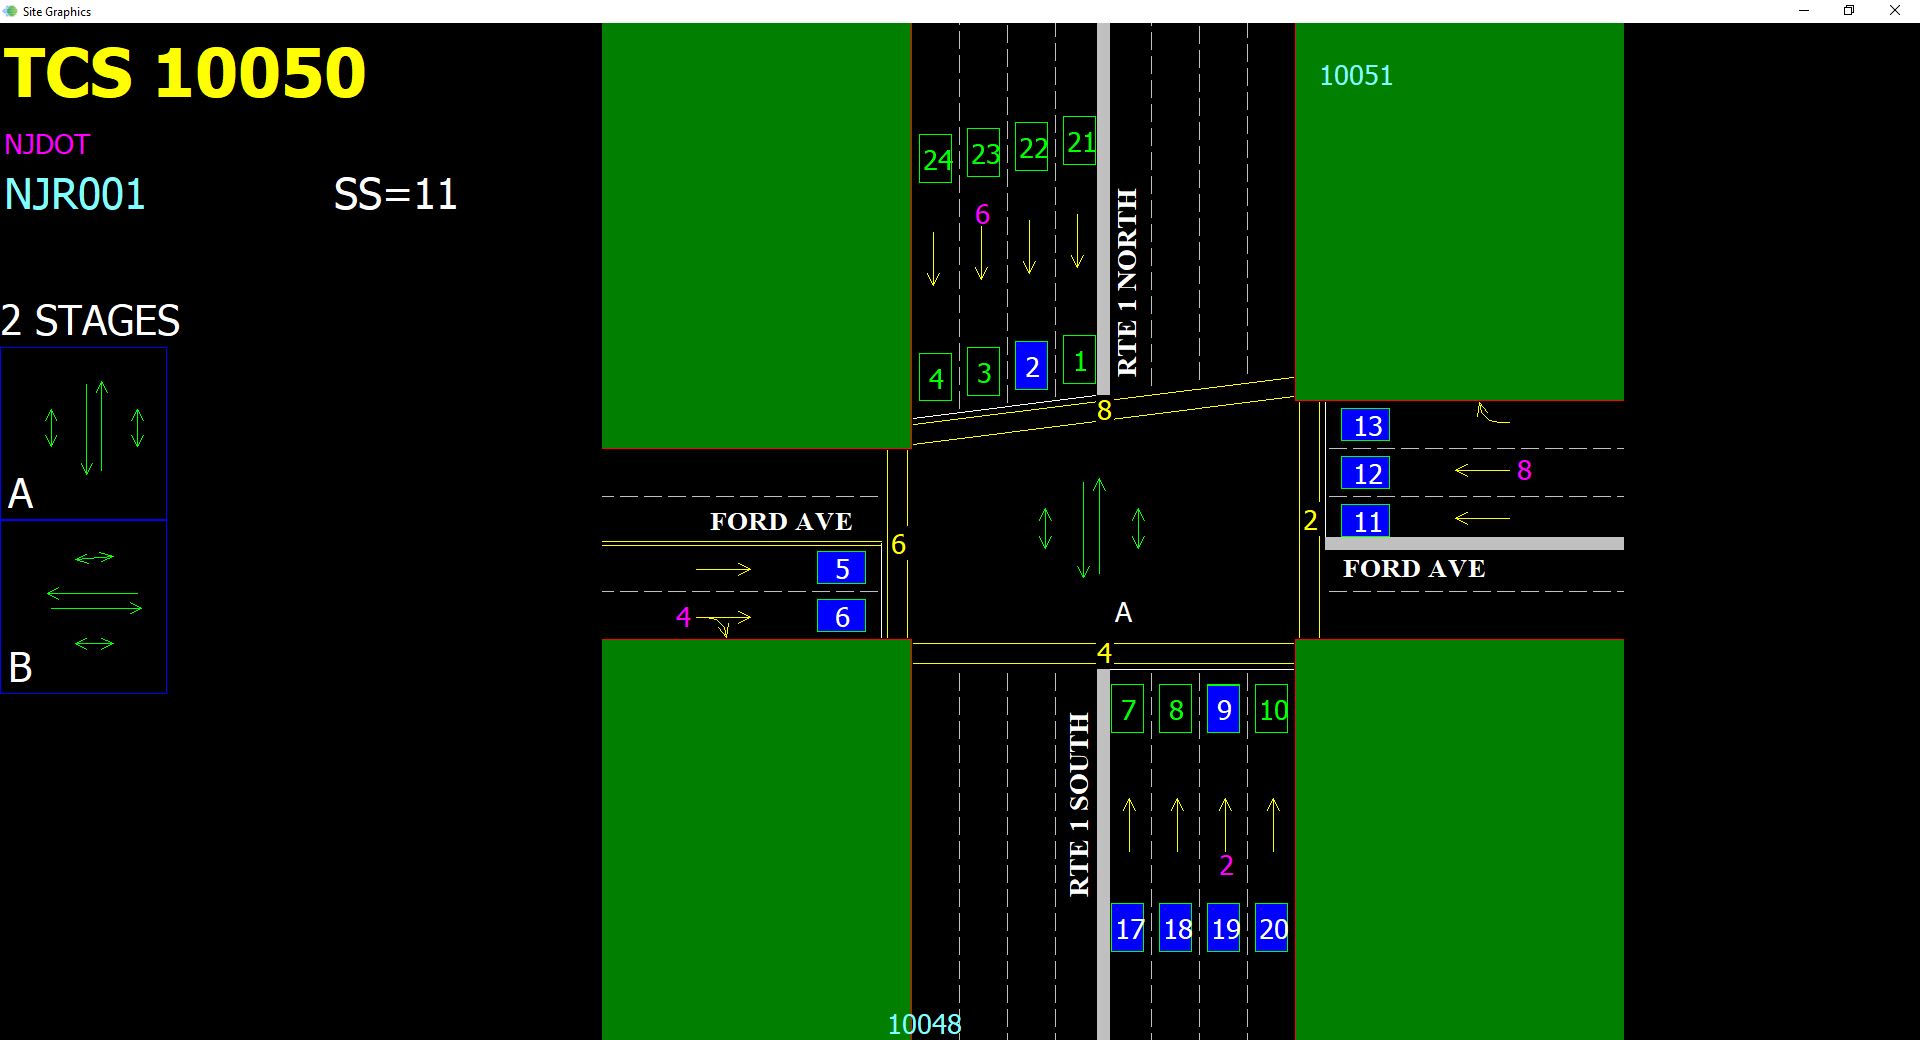 Site Graphics
TCS 10050
NJDOT
NJR001
SS=11
2 STAGES
A
B
10051
24
23
22
21
6
RTE 1 NORTH
4
3
2
1
8
13
12
8
11
2
FORD AVE
FORD AVE
6
5
4
6
A
4
7
8
9
10
RTE 1 SOUTH
2
17
18
19
20
10048